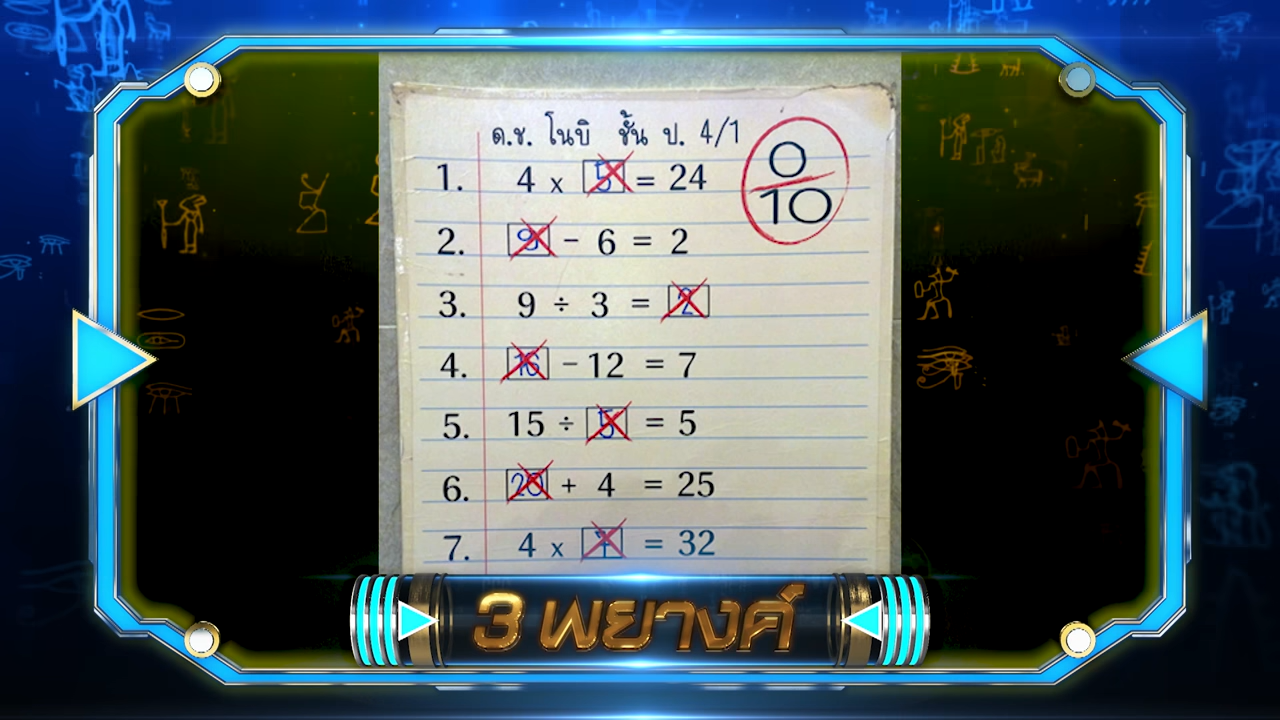 ด.ช. โนบิ ชั้น ป. 4/1
0/10
1. 4 x 5 = 24
2. 9 - 6 = 2
3. 9 ÷ 3 = 2
4. 16 - 12 = 7
5. 15 ÷ 5 = 5
6. 20 + 4 = 25
7. 4 x 7 = 32
3 พยางค์